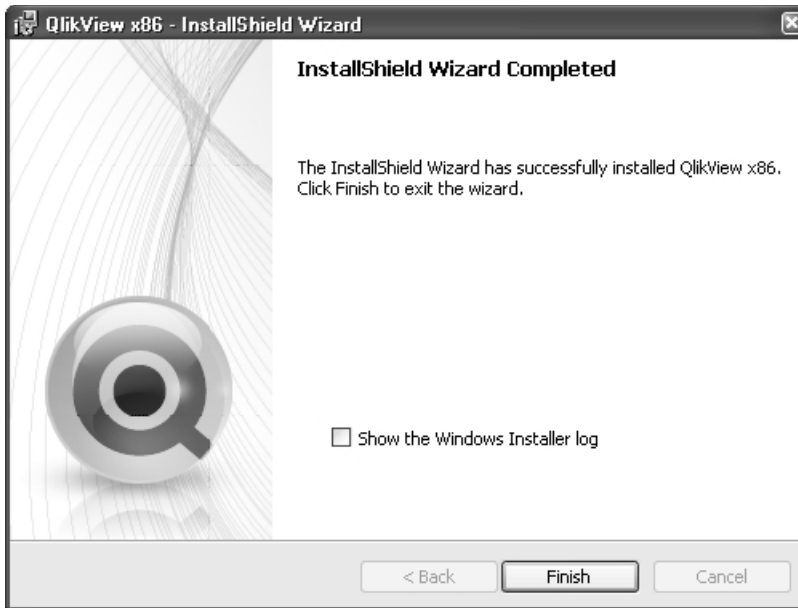 QlikView x86 - InstallShield Wizard
InstallShield Wizard Completed
The InstallShield Wizard has successfully installed QlikView x86.
Click Finish to exit the wizard.
Show the Windows Installer log
< Back
Finish
Cancel